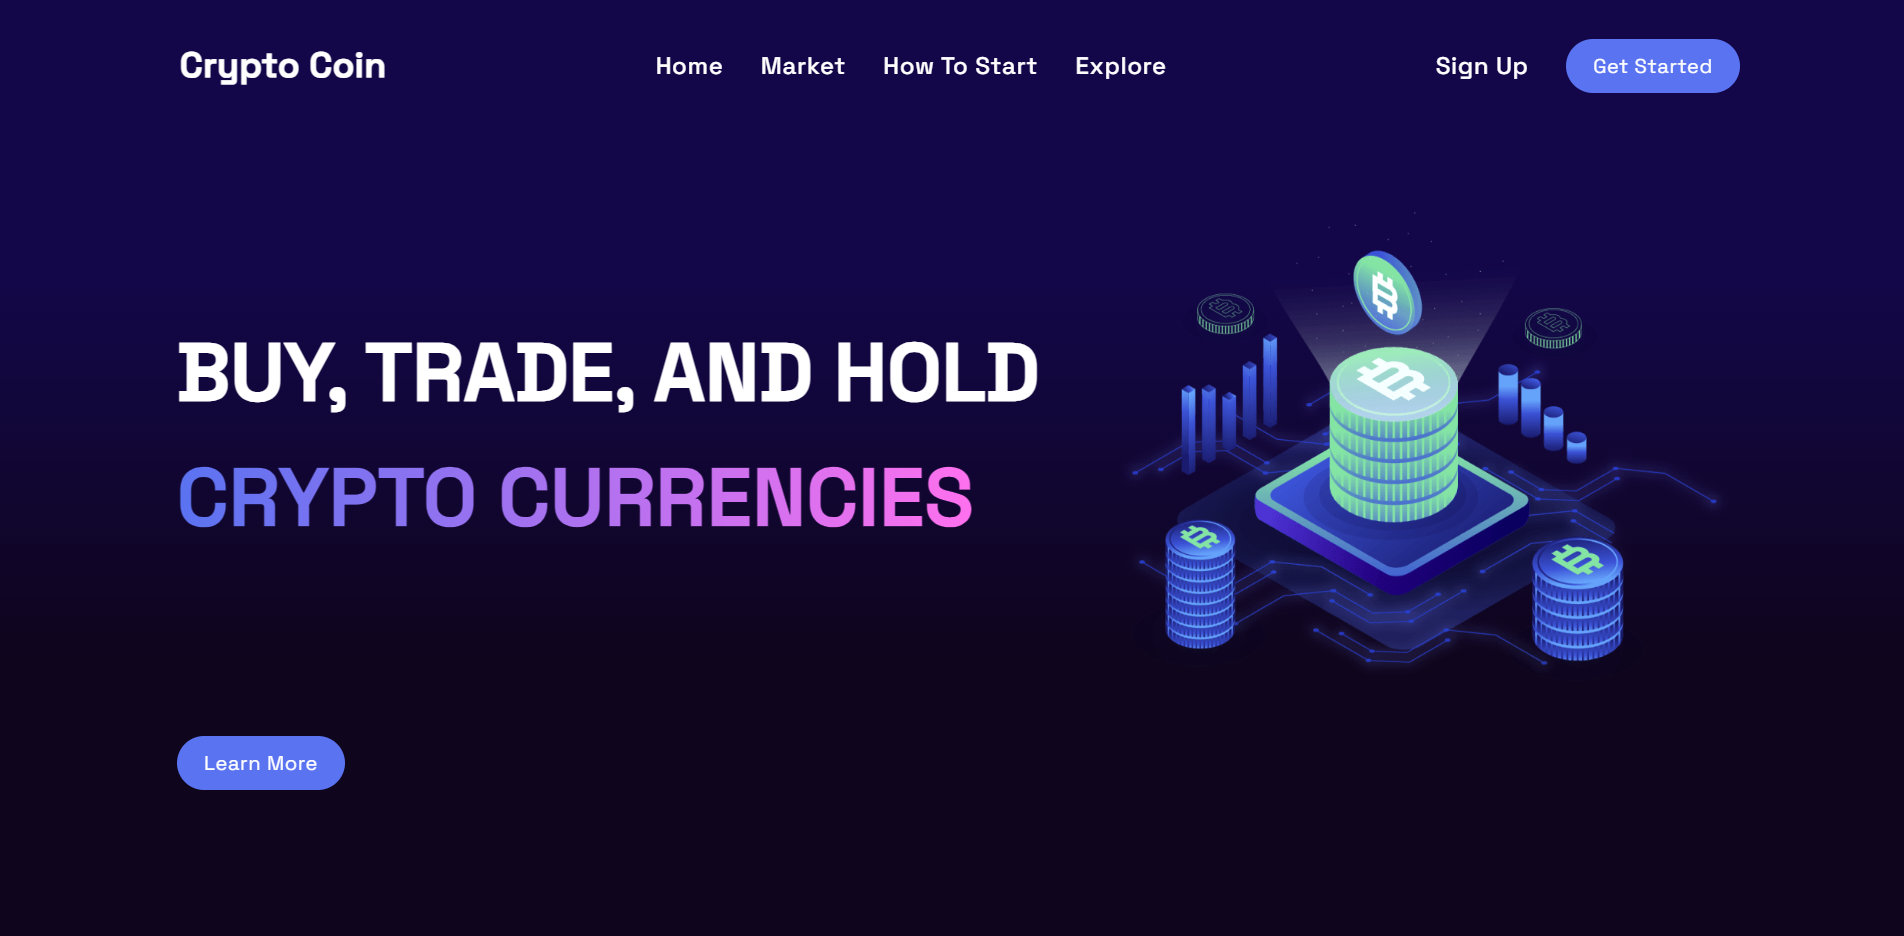 Crypto Coin
Home Market How To Start Explore
Sign Up
Get Started
BUY, TRADE, AND HOLD
CRYPTO CURRENCIES
Learn More